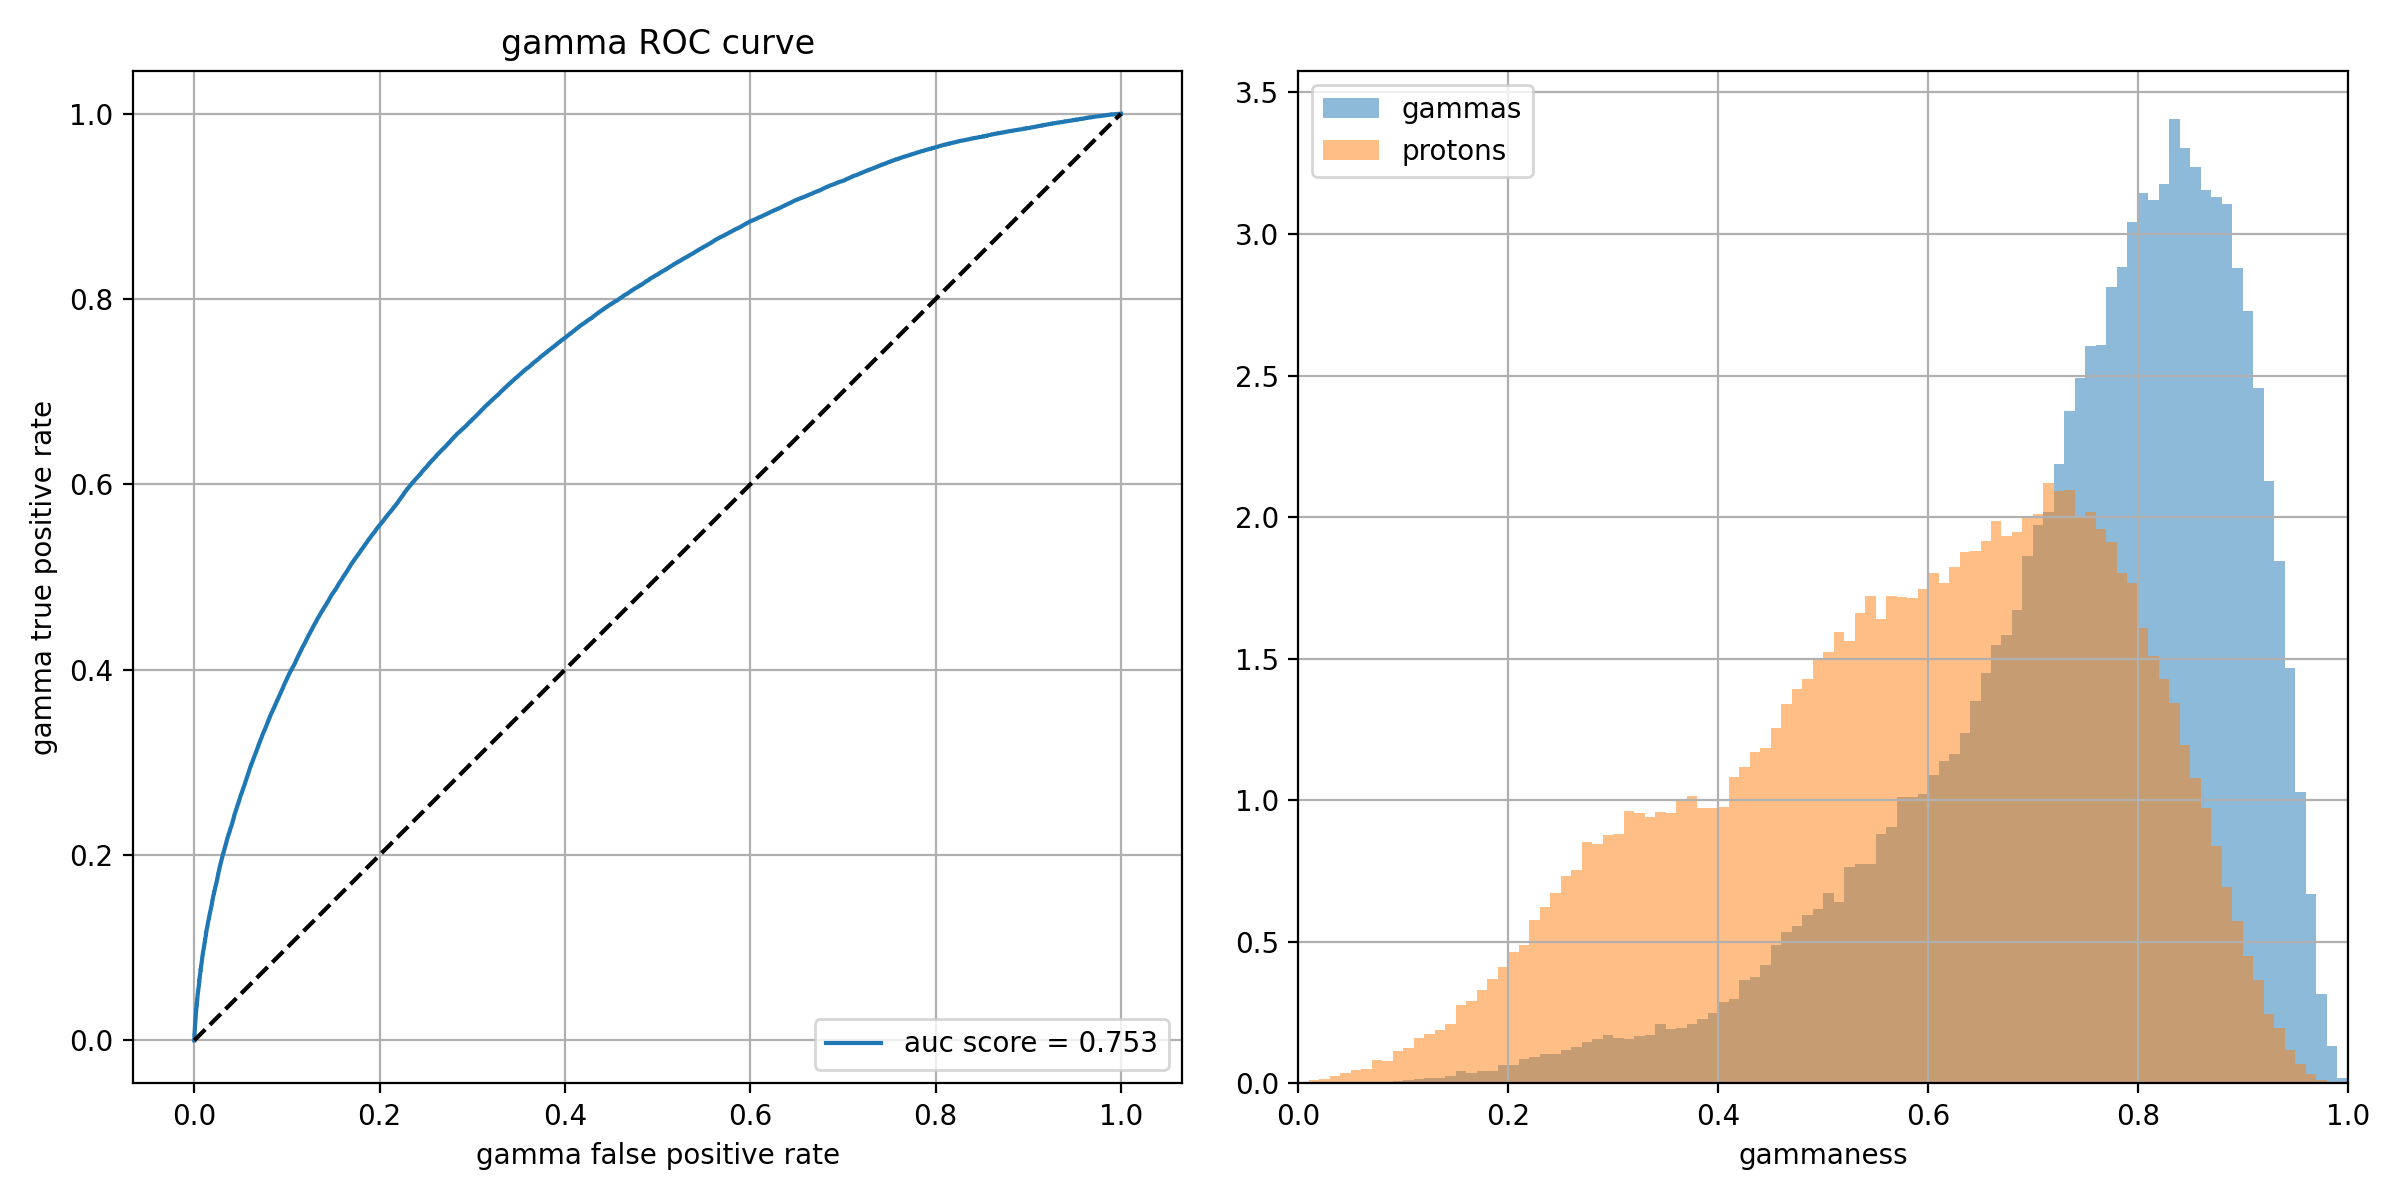 gamma ROC curve
1.0
0.8
0.6
0.4
0.2
0.0
gamma true positive rate
0.0 0.2 0.4 0.6 0.8 1.0
gamma false positive rate
auc score = 0.753
gammas
protons
3.5
3.0
2.5
2.0
1.5
1.0
0.5
0.0
0.0 0.2 0.4 0.6 0.8 1.0
gammaness